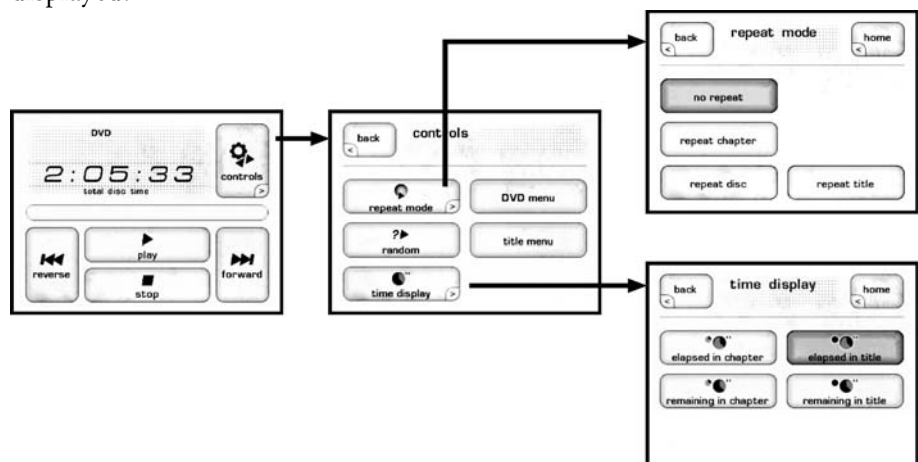 DVD
2:05:33
total disc time
controls
reverse
play
stop
forward
back
controls
repeat mode
DVD menu
?
random
title menu
time display
back
repeat mode
home
no repeat
repeat chapter
repeat disc
repeat title
back
time display
home
elapsed in chapter
elapsed in title
remaining in chapter
remaining in title